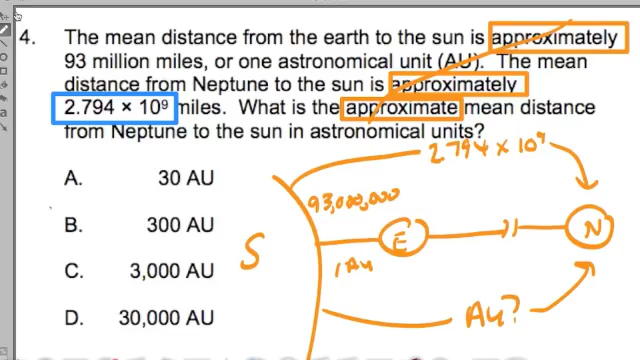 4. The mean distance from the earth to the sun is approximately
93 million miles, or one astronomical unit (AU). The mean
distance from Neptune to the sun is approximately
2.794 × 10⁹ miles. What is the approximate mean distance
from Neptune to the sun in astronomical units?
2.794 × 10⁹
A. 30 AU
93,000,000
B. 300 AU
S
E
N
C. 3,000 AU
1 AU
D. 30,000 AU
AU?